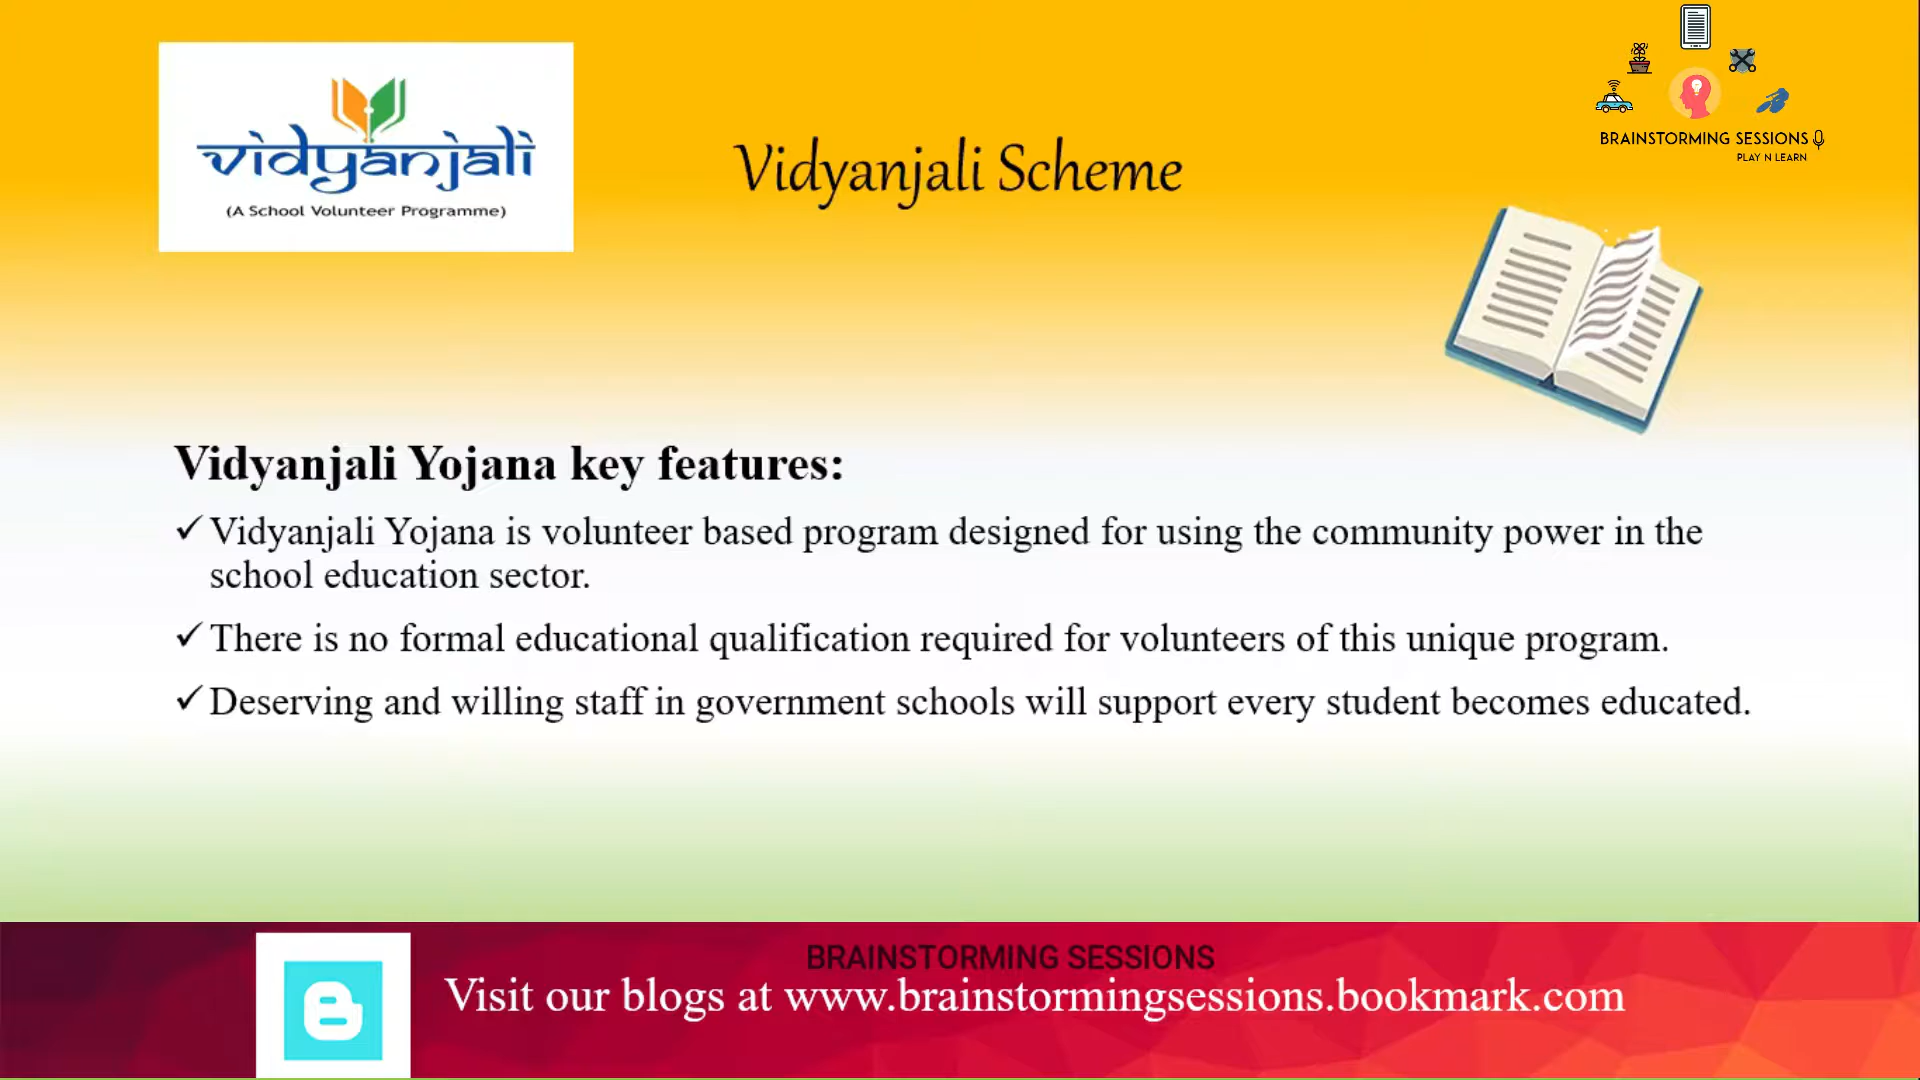 vidyanjali
(A School Volunteer Programme)
Vidyanjali Scheme
BRAINSTORMING SESSIONS
PLAY N LEARN
Vidyanjali Yojana key features:
✓ Vidyanjali Yojana is volunteer based program designed for using the community power in the
school education sector.
✓ There is no formal educational qualification required for volunteers of this unique program.
✓ Deserving and willing staff in government schools will support every student becomes educated.
BRAINSTORMING SESSIONS
Visit our blogs at www.brainstormingsessions.bookmark.com